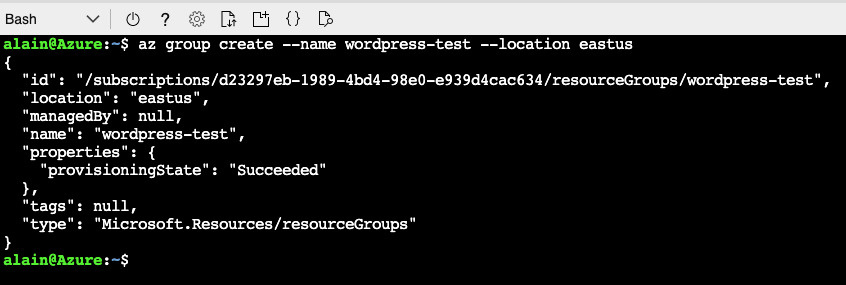 Bash
alain@Azure:~$ az group create --name wordpress-test --location eastus
{
  "id": "/subscriptions/d23297eb-1989-4bd4-98e0-e939d4cac634/resourceGroups/wordpress-test",
  "location": "eastus",
  "managedBy": null,
  "name": "wordpress-test",
  "properties": {
    "provisioningState": "Succeeded"
  },
  "tags": null,
  "type": "Microsoft.Resources/resourceGroups"
}
alain@Azure:~$